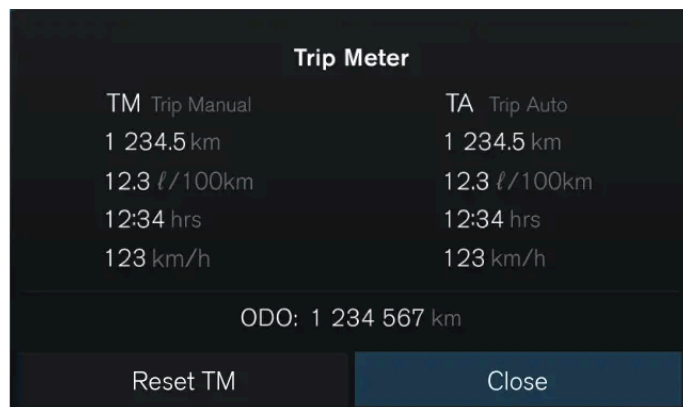 Trip Meter
TM Trip Manual
1 234.5 km
12.3 ℓ/100km
12:34 hrs
123 km/h
TA Trip Auto
1 234.5 km
12.3 ℓ/100km
12:34 hrs
123 km/h
ODO: 1 234 567 km
Reset TM
Close